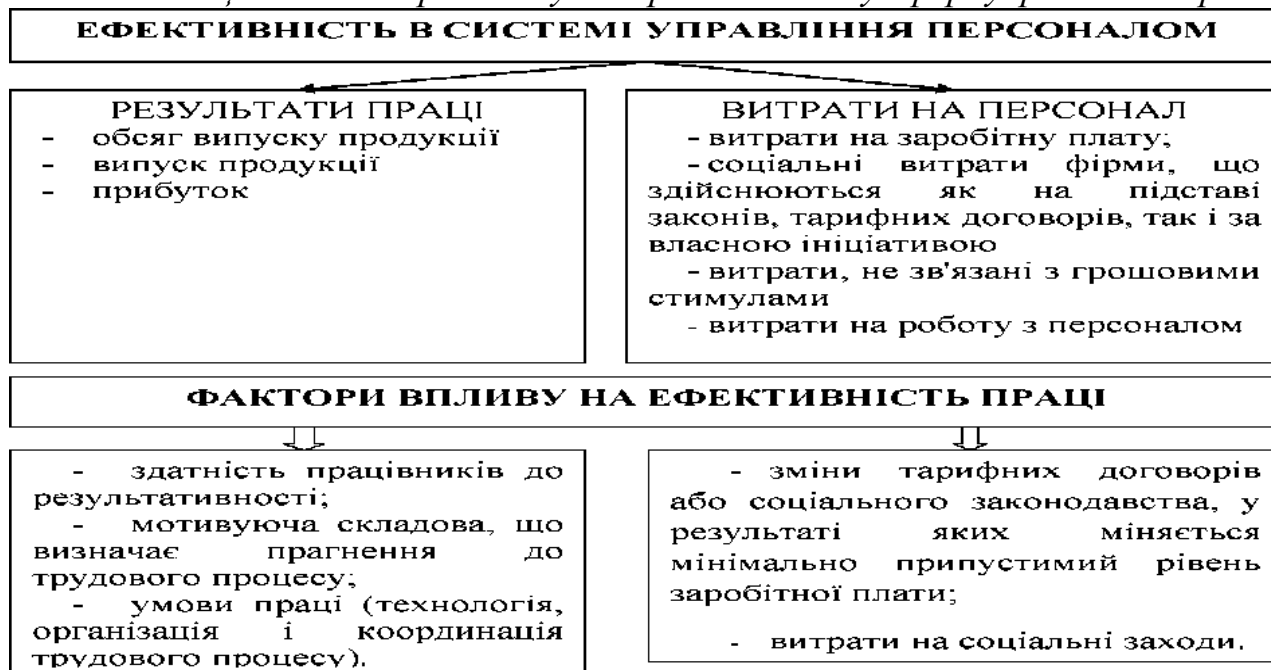 ЕФЕКТИВНІСТЬ В СИСТЕМІ УПРАВЛІННЯ ПЕРСОНАЛОМ
РЕЗУЛЬТАТИ ПРАЦІ
- обсяг випуску продукції
- випуск продукції
- прибуток
ВИТРАТИ НА ПЕРСОНАЛ
- витрати на заробітну плату;
- соціальні витрати фірми, що
здійснюються як на підставі
законів, тарифних договорів, так і за
власною ініціативою
- витрати, не зв'язані з грошовими
стимулами
- витрати на роботу з персоналом
ФАКТОРИ ВПЛИВУ НА ЕФЕКТИВНІСТЬ ПРАЦІ
- здатність працівників до
результативності;
- мотивуюча складова, що
визначає прагнення до
трудового процесу;
- умови праці (технологія,
організація і координація
трудового процесу).
- зміни тарифних договорів
або соціального законодавства, у
результаті яких міняється
мінімально припустимий рівень
заробітної плати;
- витрати на соціальні заходи.